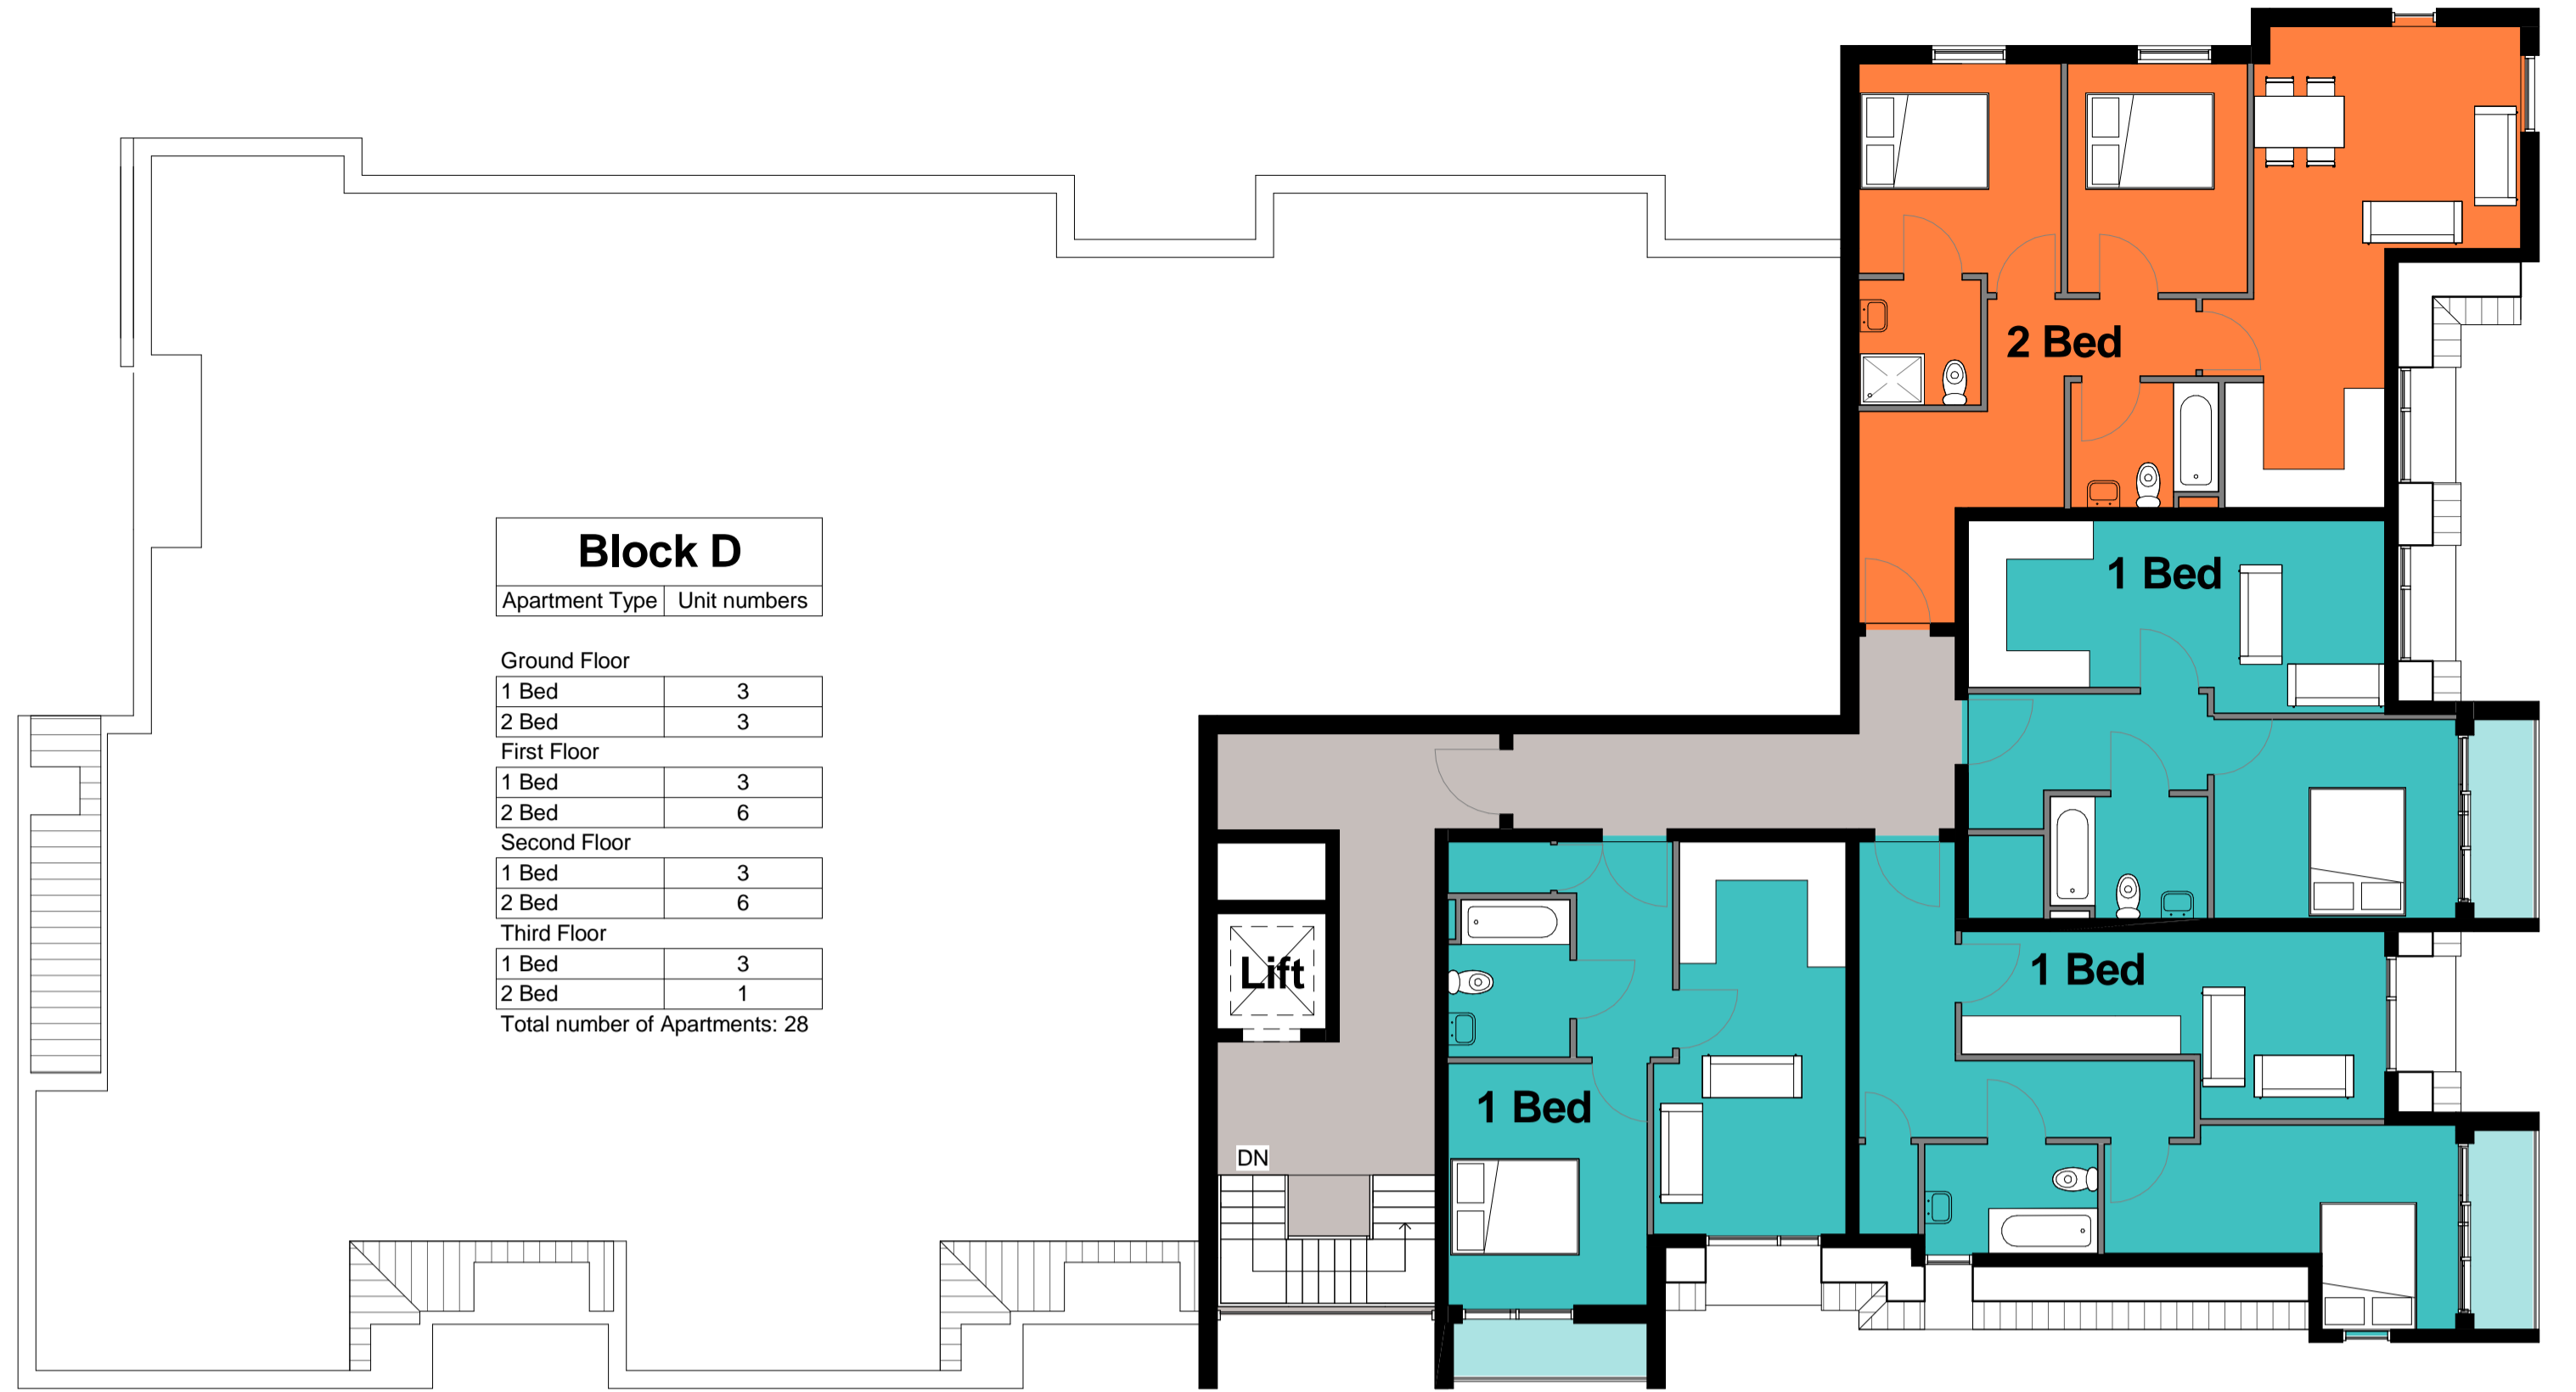 Block D
Apartment Type Unit numbers
Ground Floor
1 Bed 3
2 Bed 3
First Floor
1 Bed 3
2 Bed 6
Second Floor
1 Bed 3
2 Bed 6
Third Floor
1 Bed 3
2 Bed 1
Total number of Apartments: 28
2 Bed
1 Bed
1 Bed
1 Bed
Lift
DN